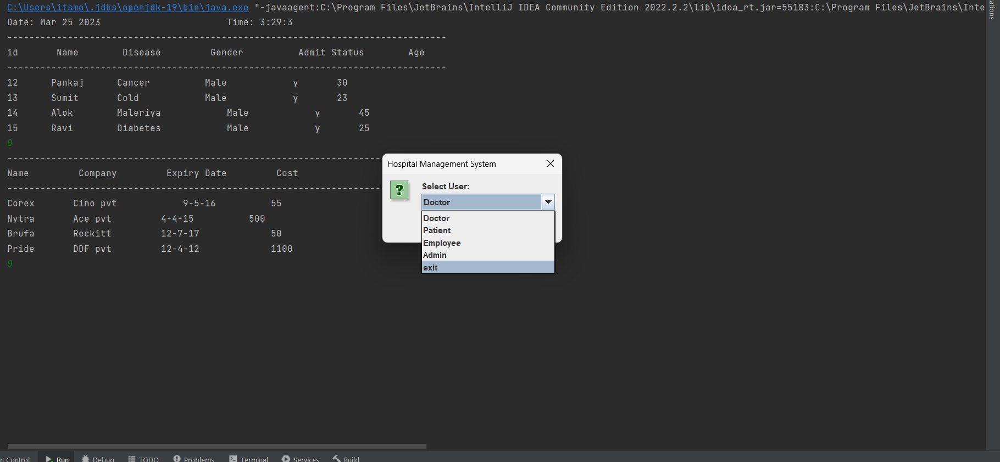 C:\Users\itsmo\.jdks\openjdk-19\bin\java.exe "-javaagent:C:\Program Files\JetBrains\IntelliJ IDEA Community Edition 2022.2.2\lib\idea_rt.jar=55183:C:\Program Files\JetBrains\Inte
Date: Mar 25 2023 Time: 3:29:3
--------------------------------------------------------------------------------
id Name Disease Gender Admit Status Age
--------------------------------------------------------------------------------
12 Pankaj Cancer Male y 30
13 Sumit Cold Male y 23
14 Alok Maleriya Male y 45
15 Ravi Diabetes Male y 25
0
--------------------------------------------------------------------
Name Company Expiry Date Cost
--------------------------------------------------------------------
Corex Cino pvt 9-5-16 55
Nytra Ace pvt 4-4-15 500
Brufa Reckitt 12-7-17 50
Pride DDF pvt 12-4-12 1100
0
Hospital Management System
Select User:
Doctor
Doctor
Patient
Employee
Admin
exit
n Control Run Debug TODO Problems Terminal Services Build